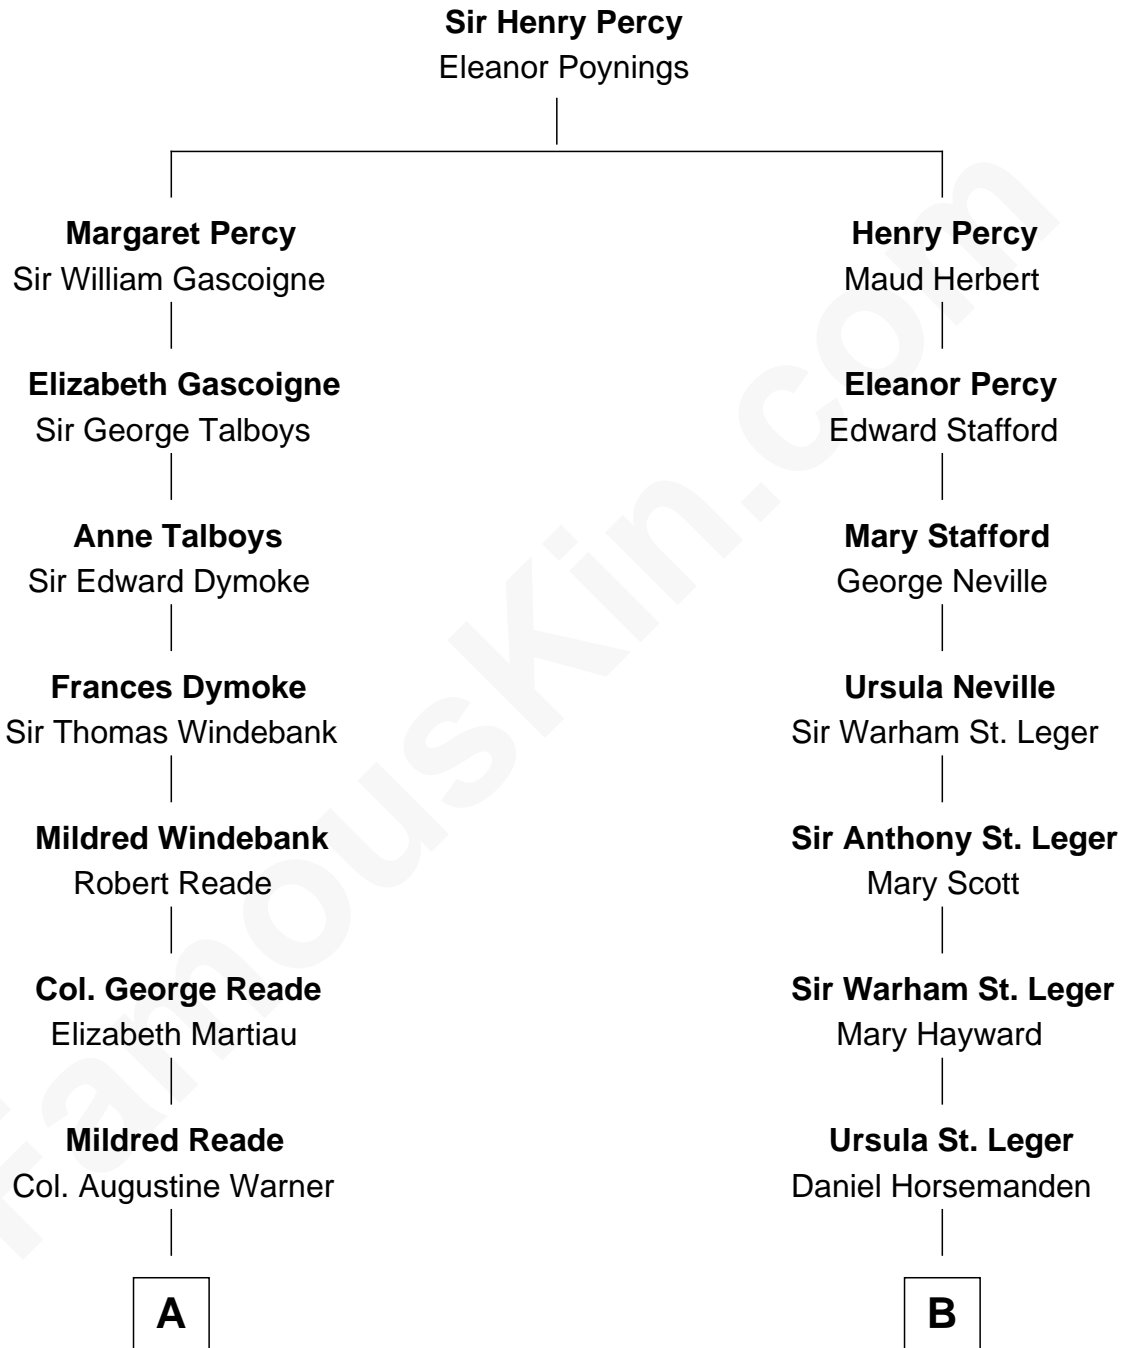 Sir Henry Percy
Eleanor Poynings
Margaret Percy
Sir William Gascoigne
Henry Percy
Maud Herbert
Elizabeth Gascoigne
Sir George Talboys
Eleanor Percy
Edward Stafford
Anne Talboys
Sir Edward Dymoke
Mary Stafford
George Neville
Frances Dymoke
Sir Thomas Windebank
Ursula Neville
Sir Warham St. Leger
Mildred Windebank
Robert Reade
Sir Anthony St. Leger
Mary Scott
Col. George Reade
Elizabeth Martiau
Sir Warham St. Leger
Mary Hayward
Mildred Reade
Col. Augustine Warner
Ursula St. Leger
Daniel Horsemanden
A
B
FamousKin.com